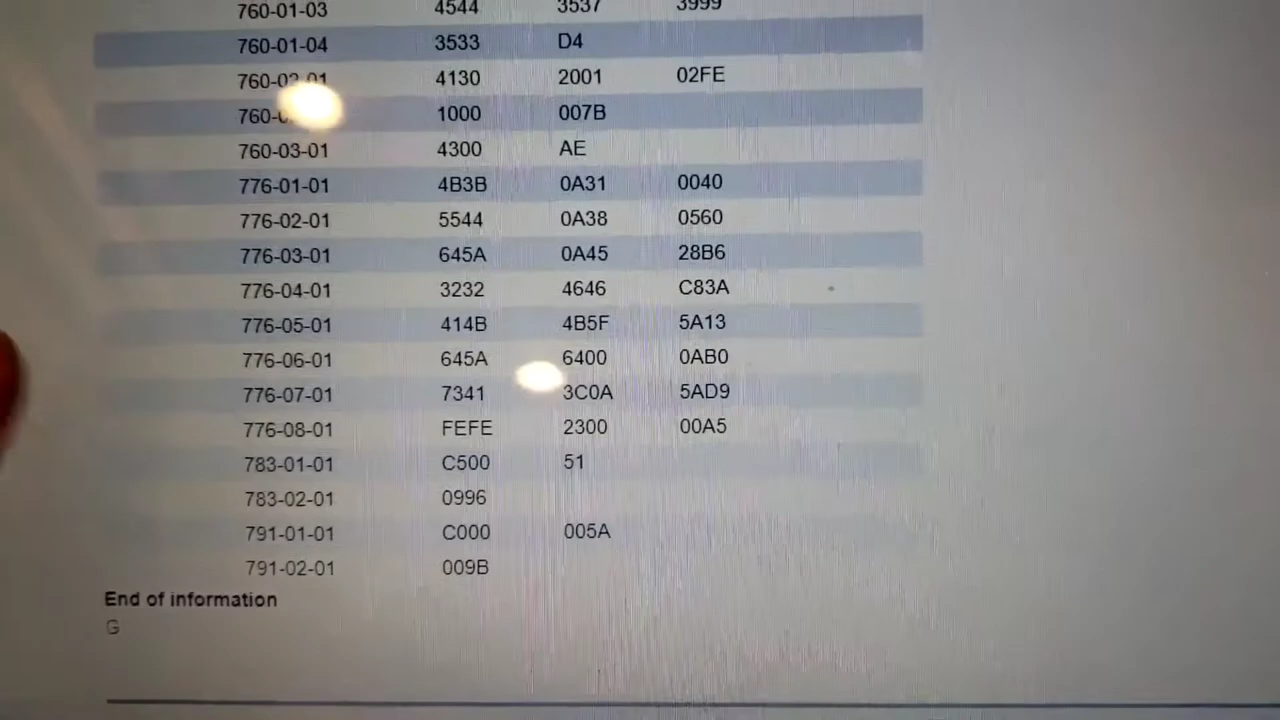 760-01-03 4544 3537 3999
760-01-04 3533 D4
760-02-01 4130 2001 02FE
1000 007B
760-03-01 4300 AE
776-01-01 4B3B 0A31 0040
776-02-01 5544 0A38 0560
776-03-01 645A 0A45 28B6
776-04-01 3232 4646 C83A
776-05-01 414B 4B5F 5A13
776-06-01 645A 6400 0AB0
776-07-01 7341 3C0A 5AD9
776-08-01 FEFE 2300 00A5
783-01-01 C500 51
783-02-01 0996
791-01-01 C000 005A
791-02-01 009B
End of information
G